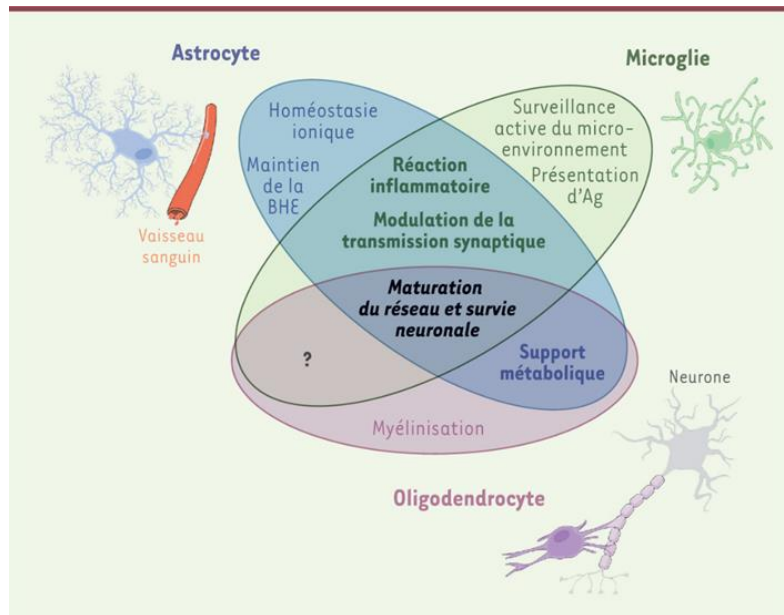 Astrocyte
Microglie
Homéostasie
ionique
Maintien
de la
BHE
Surveillance
active du micro-
environnement
Présentation
d’Ag
Réaction
inflammatoire
Modulation de la
transmission synaptique
Vaisseau
sanguin
Maturation
du réseau et survie
neuronale
?
Support
métabolique
Neurone
Myélinisation
Oligodendrocyte